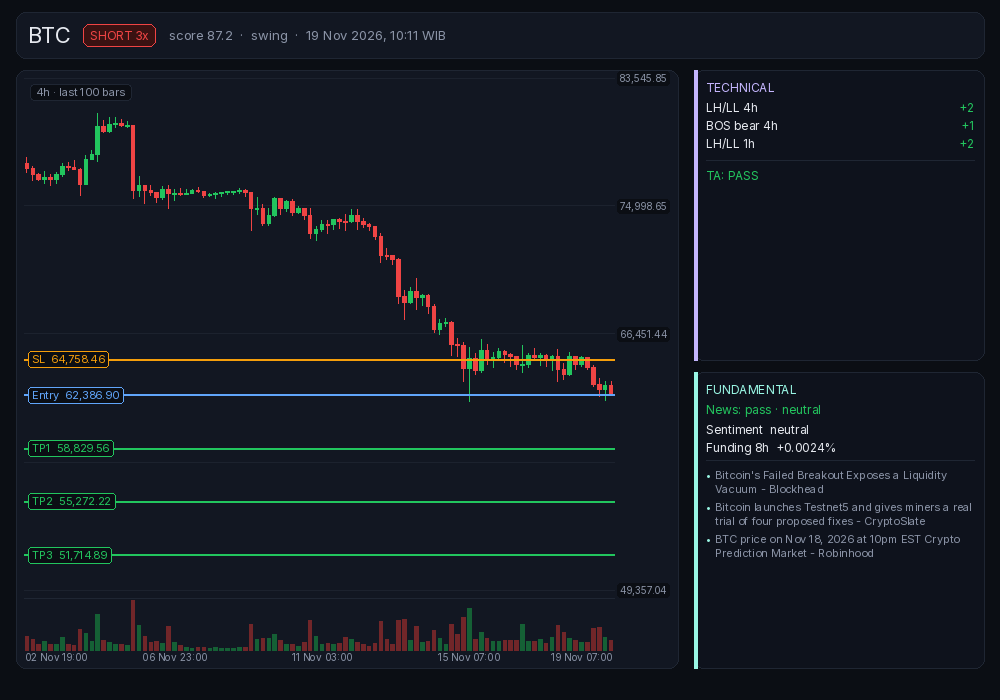 BTC SHORT 3x score 87.2 · swing · 19 Nov 2026, 10:11 WIB
4h · last 100 bars
83,545.85
74,998.65
66,451.44
SL 64,758.46
Entry 62,386.90
TP1 58,829.56
TP2 55,272.22
TP3 51,714.89
49,357.04
02 Nov 19:00 06 Nov 23:00 11 Nov 03:00 15 Nov 07:00 19 Nov 07:00
TECHNICAL
LH/LL 4h +2
BOS bear 4h +1
LH/LL 1h +2
TA: PASS
FUNDAMENTAL
News: pass · neutral
Sentiment neutral
Funding 8h +0.0024%
• Bitcoin's Failed Breakout Exposes a Liquidity
Vacuum - Blockhead
• Bitcoin launches Testnet5 and gives miners a real
trial of four proposed fixes - CryptoSlate
• BTC price on Nov 18, 2026 at 10pm EST Crypto
Prediction Market - Robinhood